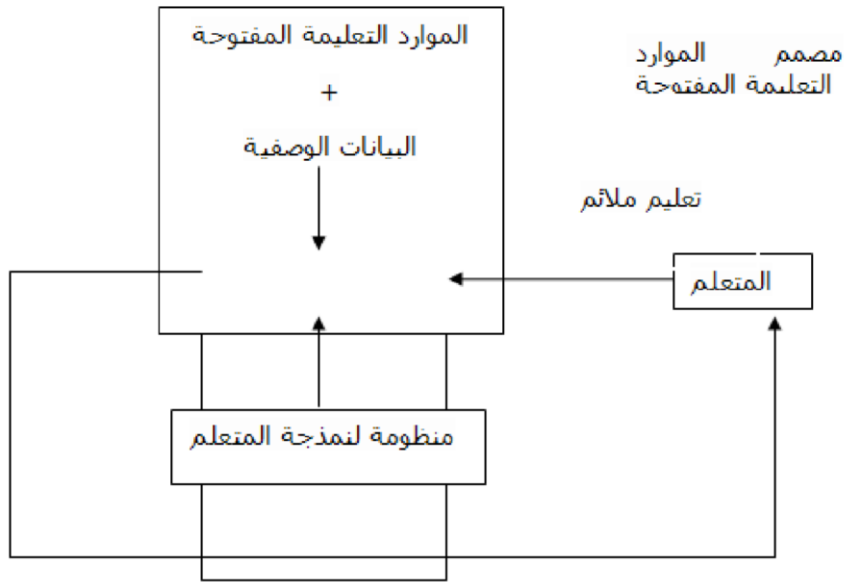 الموارد التعليمة المفتوحة
+
البيانات الوصفية
مصمم الموارد
التعليمة المفتوحة
تعليم ملائم
المتعلم
منظومة لنمذجة المتعلم